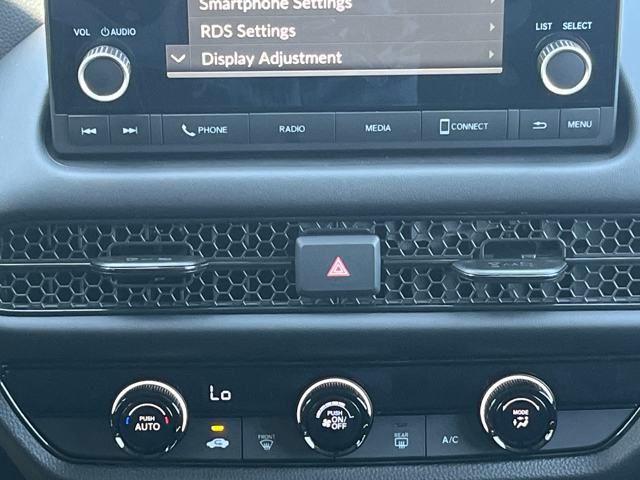 Smartphone Settings
RDS Settings
Display Adjustment
VOL AUDIO
LIST SELECT
PHONE
RADIO
MEDIA
CONNECT
MENU
Lo
PUSH
AUTO
FRONT
PUSH
ON/
OFF
REAR
A/C
MODE